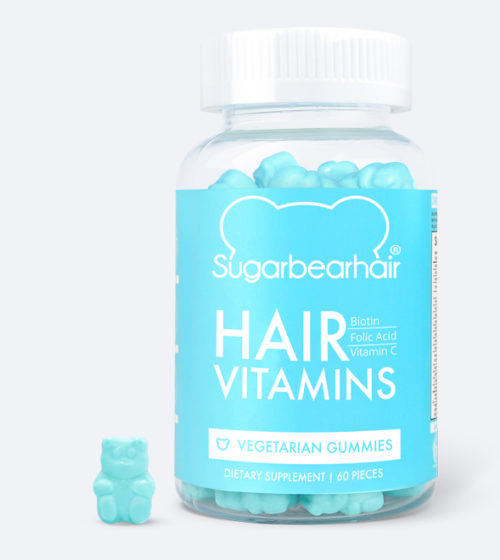 Sugarbearhair®
HAIR
Biotin
Folic Acid
Vitamin C
VITAMINS
VEGETARIAN GUMMIES
DIETARY SUPPLEMENT | 60 PIECES